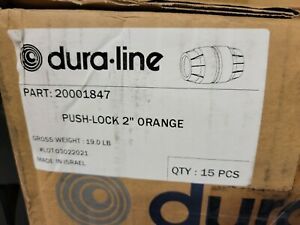 dura-line
PART: 20001847
PUSH-LOCK 2" ORANGE
GROSS WEIGHT : 19.0 LB
#LOT:03022021
MADE IN ISRAEL
QTY : 15 PCS
dura